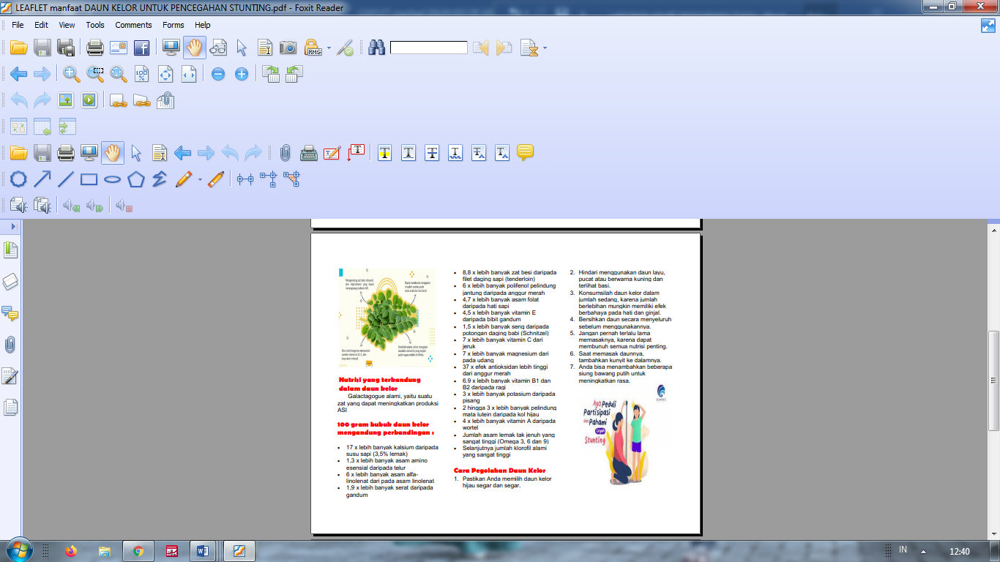 LEAFLET manfaat DAUN KELOR UNTUK PENCEGAHAN STUNTING.pdf - Foxit Reader
File Edit View Tools Comments Forms Help
Nutrisi yang terkandung
dalam daun kelor
Galactagogue alami, yaitu suatu
zat yang dapat meningkatkan produksi
ASI
100 gram bubuk daun kelor
mengandung perbandingan :
• 17 x lebih banyak kalsium daripada
susu sapi (3,5% lemak)
• 1,3 x lebih banyak asam amino
esensial daripada telur
• 6 x lebih banyak asam alfa-
linolenat dari pada asam linolenat
• 1,9 x lebih banyak serat daripada
gandum
• 8,8 x lebih banyak zat besi daripada
filet daging sapi (tenderloin)
• 6 x lebih banyak polifenol pelindung
jantung daripada anggur merah
• 4,7 x lebih banyak asam folat
daripada hati sapi
• 4,5 x lebih banyak vitamin E
daripada bibit gandum
• 1,5 x lebih banyak seng daripada
potongan daging babi (Schnitzel)
• 7 x lebih banyak vitamin C dari
jeruk
• 7 x lebih banyak magnesium dari
pada udang
• 37 x efek antioksidan lebih tinggi
dari anggur merah
• 6.9 x lebih banyak vitamin B1 dan
B2 daripada ragi
• 3 x lebih banyak potasium daripada
pisang
• 2 hingga 3 x lebih banyak pelindung
mata lutein daripada kol hijau
• 4 x lebih banyak vitamin A daripada
wortel
• Jumlah asam lemak tak jenuh yang
sangat tinggi (Omega 3, 6 dan 9)
• Selanjutnya jumlah klorofil alami
yang sangat tinggi
Cara Pegolahan Daun Kelor
1. Pastikan Anda memilih daun kelor
hijau segar dan segar.
2. Hindari menggunakan daun layu,
pucat atau berwarna kuning dan
terlihat basi.
3. Konsumsilah daun kelor dalam
jumlah sedang, karena jumlah
berlebihan mungkin memiliki efek
berbahaya pada hati dan ginjal.
4. Bersihkan daun secara menyeluruh
sebelum menggunakannya.
5. Jangan pernah terlalu lama
memasaknya, karena dapat
membunuh semua nutrisi penting.
6. Saat memasak daunnya,
tambahkan kunyit ke dalamnya.
7. Anda bisa menambahkan beberapa
siung bawang putih untuk
meningkatkan rasa.
Ayo Peduli
Partisipasi
dan Pahami
Cegah
Stunting
IN 12:40